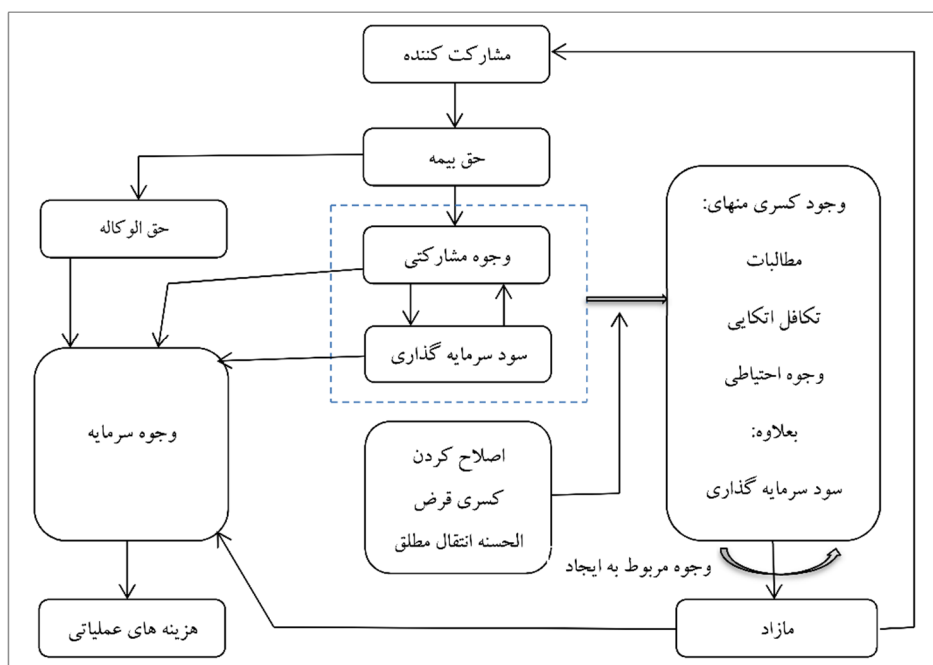 مشارکت کننده
حق بیمه
حق الوکاله
وجوه مشارکتی
سود سرمایه گذاری
وجوه سرمایه
هزینه های عملیاتی
اصلاح کردن
کسری قرض
الحسنه انتقال مطلق
وجود کسری منهای:
مطالبات
تکافل اتکایی
وجوه احتیاطی
بعلاوه:
سود سرمایه گذاری
وجوه مربوط به ایجاد
مازاد